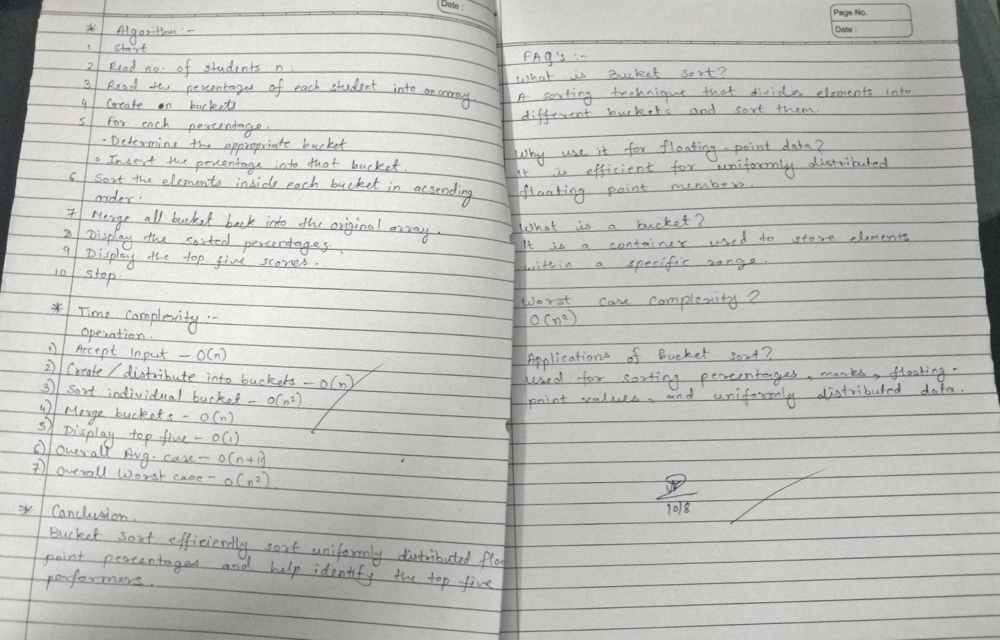 Date :
* Algorithm :-
1 Start
2 Read no. of students n.
3 Read the percentages of each student into an array.
4 Create on buckets
5 for each percentage.
- Determine the appropriate bucket
• Insert the percentage into that bucket.
6 Sort the elements inside each bucket in acsending
order.
7 Merge all bucket back into the original array.
8 Display the sorted percentages.
9 Display the top five scores.
10 Stop.
* Time Complexity :-
Operation.
1) Accept Input – O(n)
2) Create / distribute into buckets – O(n)
3) Sort individual bucket – O(n²)
4) Merge buckets – O(n)
5) Display top five – O(1)
6) Overall Avg. case – O(n+
7) Overall Worst case – O(n²).
* Conclusion.
Bucket sort efficiently sort uniformly distributed floa
point percentages and help identify the top five
performers.
Page No.
Date :
FAQ's :-
What is Bucket sort?
A sorting technique that divides elements into
different buckets and sort them.
Why use it for floating-point data?
It is efficient for uniformly distributed
floating point members.
What is a bucket?
It is a container used to store elements
within a specific range.
Worst case complexity?
O(n²)
Applications of Bucket sort?
Used for sorting percentages, marks, floating-
point values, and uniformly distributed data.
10/8